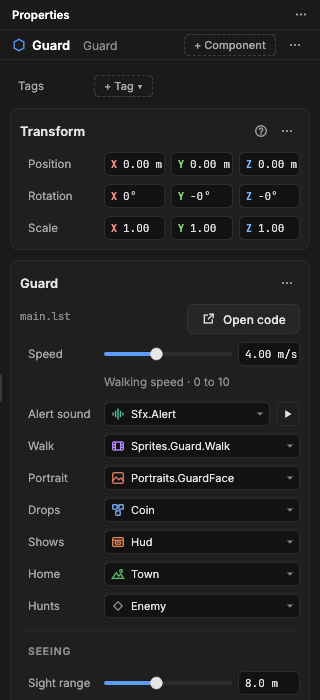 Properties
Guard Guard + Component
Tags + Tag
Transform
Position X 0.00 m Y 0.00 m Z 0.00 m
Rotation X 0° Y -0° Z -0°
Scale X 1.00 Y 1.00 Z 1.00
Guard
main.lst Open code
Speed 4.00 m/s
Walking speed · 0 to 10
Alert sound Sfx.Alert
Walk Sprites.Guard.Walk
Portrait Portraits.GuardFace
Drops Coin
Shows Hud
Home Town
Hunts Enemy
SEEING
Sight range 8.0 m